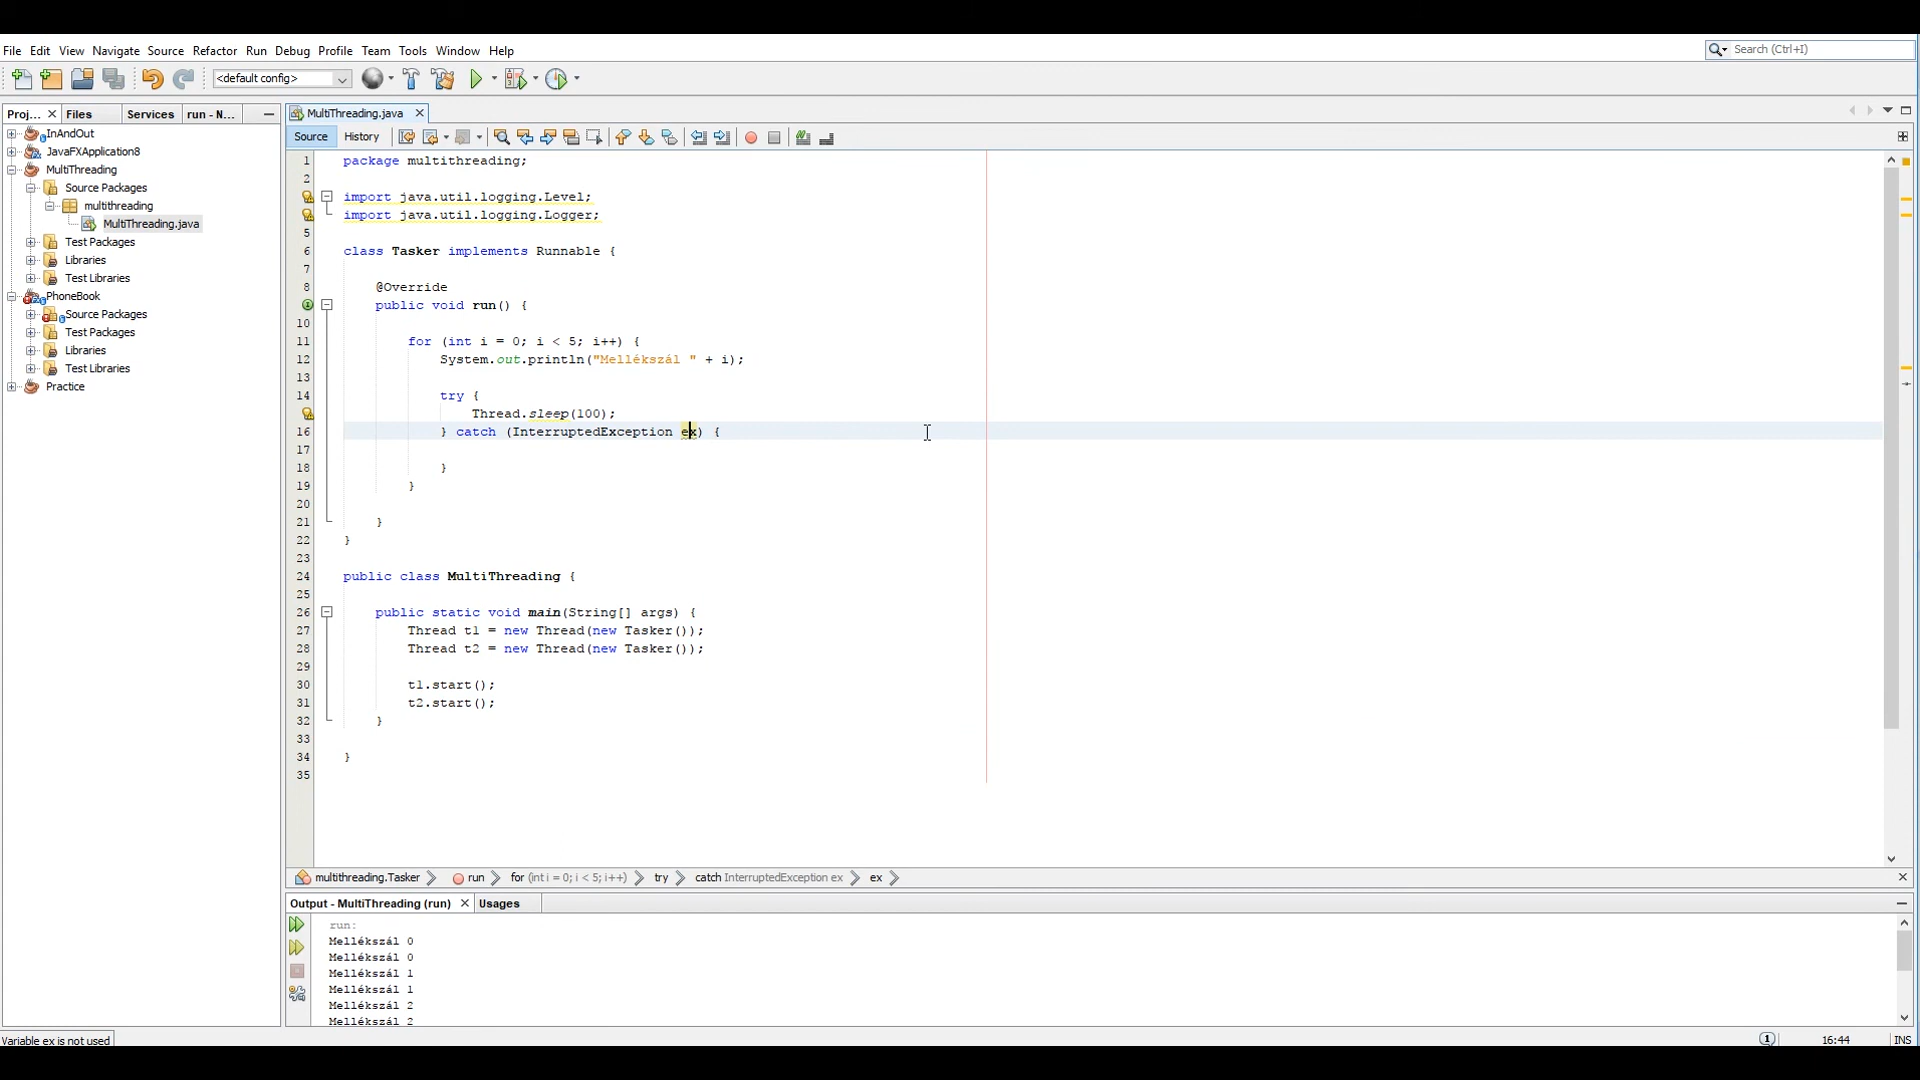 File Edit View Navigate Source Refactor Run Debug Profile Team Tools Window Help
Search (Ctrl+I)
<default config>
Proj... Files Services run - N...
InAndOut
JavaFXApplication8
MultiThreading
Source Packages
multithreading
MultiThreading.java
Test Packages
Libraries
Test Libraries
PhoneBook
Source Packages
Test Packages
Libraries
Test Libraries
Practice
MultiThreading.java
Source History
1 package multithreading;
2
import java.util.logging.Level;
import java.util.logging.Logger;
5
6 class Tasker implements Runnable {
7
8 @Override
public void run() {
10
11 for (int i = 0; i < 5; i++) {
12 System.out.println("Mellékszál " + i);
13
14 try {
Thread.sleep(100);
16 } catch (InterruptedException ex) {
17
18 }
19 }
20
21 }
22 }
23
24 public class MultiThreading {
25
26 public static void main(String[] args) {
27 Thread t1 = new Thread(new Tasker());
28 Thread t2 = new Thread(new Tasker());
29
30 t1.start();
31 t2.start();
32 }
33
34 }
35
multithreading.Tasker run for (int i = 0; i < 5; i++) try catch InterruptedException ex ex
Output - MultiThreading (run) Usages
run:
Mellékszál 0
Mellékszál 0
Mellékszál 1
Mellékszál 1
Mellékszál 2
Mellékszál 2
Variable ex is not used
1 16:44 INS